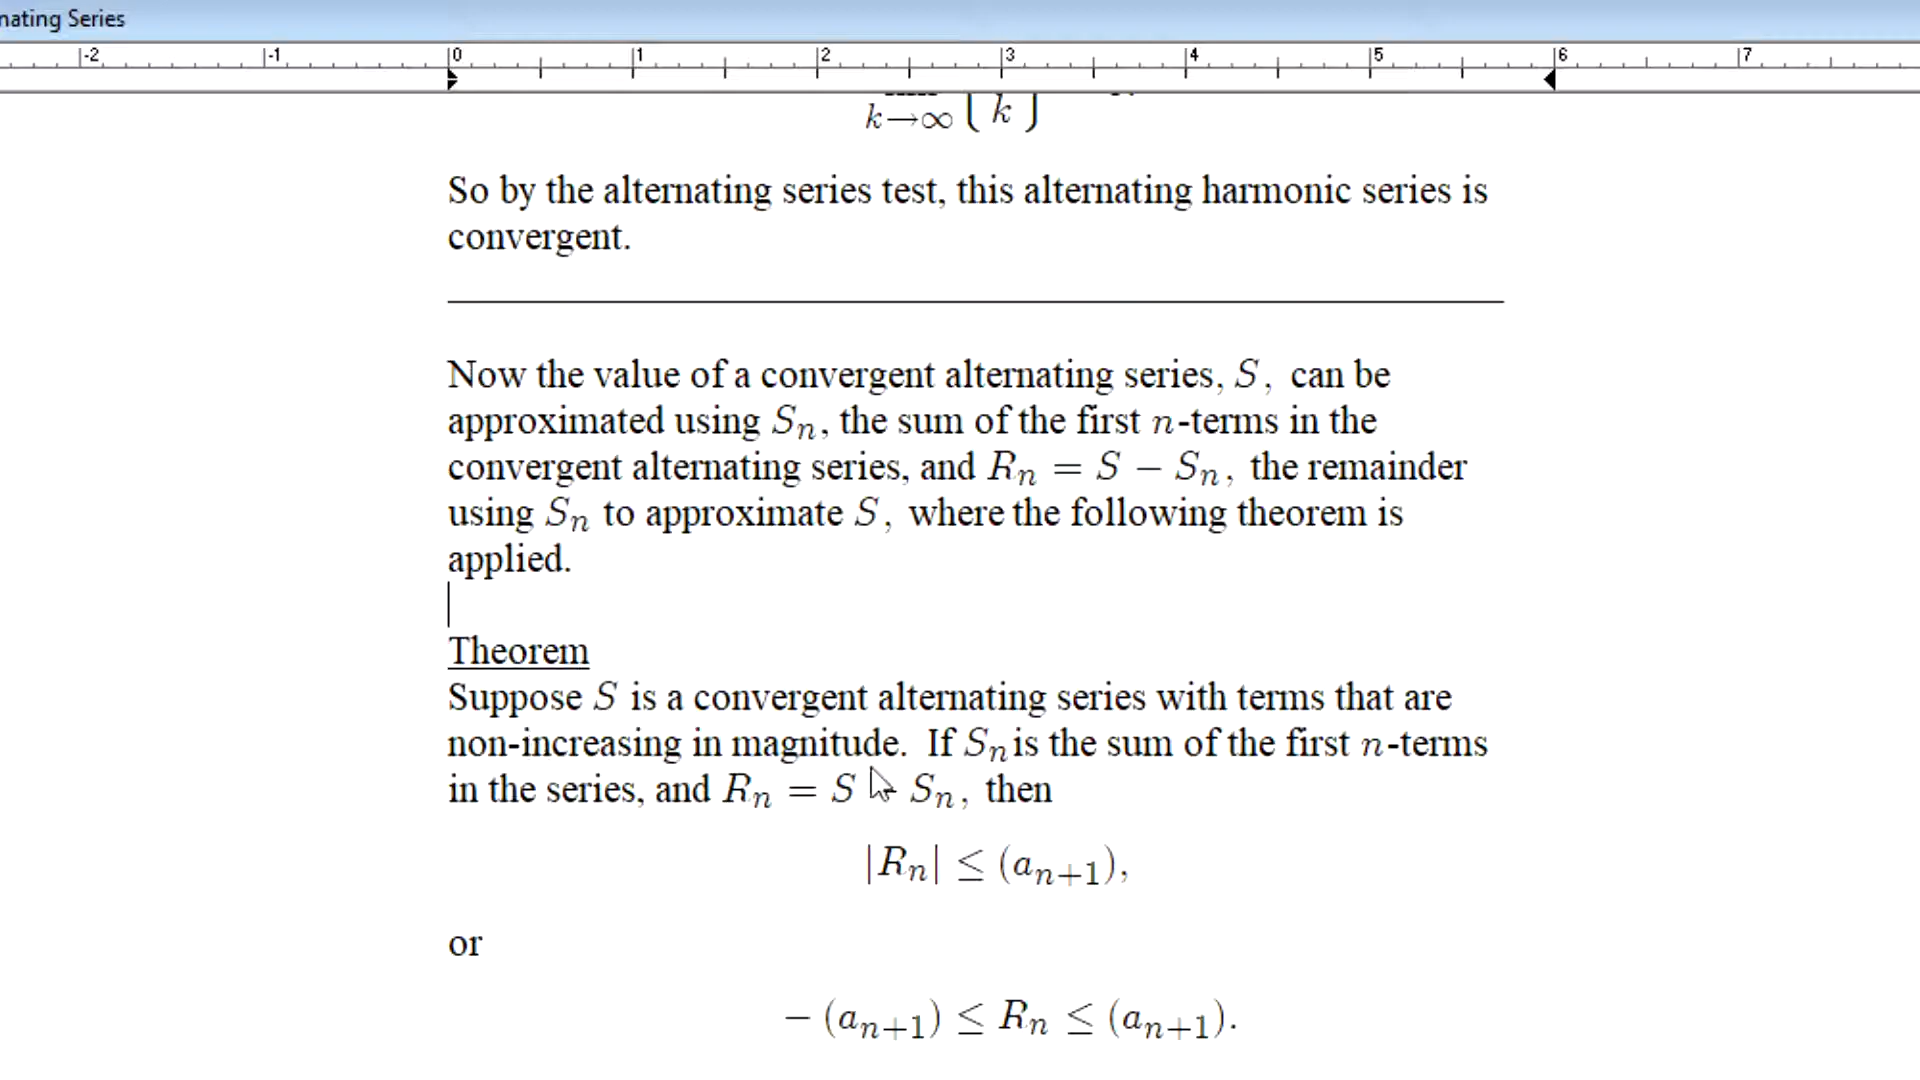 nating Series
-2 -1 0 1 2 3 4 5 6 7
k→∞ ( k )
So by the alternating series test, this alternating harmonic series is
convergent.
Now the value of a convergent alternating series, S, can be
approximated using Sₙ, the sum of the first n-terms in the
convergent alternating series, and Rₙ = S − Sₙ, the remainder
using Sₙ to approximate S, where the following theorem is
applied.
Theorem
Suppose S is a convergent alternating series with terms that are
non-increasing in magnitude. If Sₙ is the sum of the first n-terms
in the series, and Rₙ = S − Sₙ, then
|Rₙ| ≤ (aₙ₊₁),
or
− (aₙ₊₁) ≤ Rₙ ≤ (aₙ₊₁).